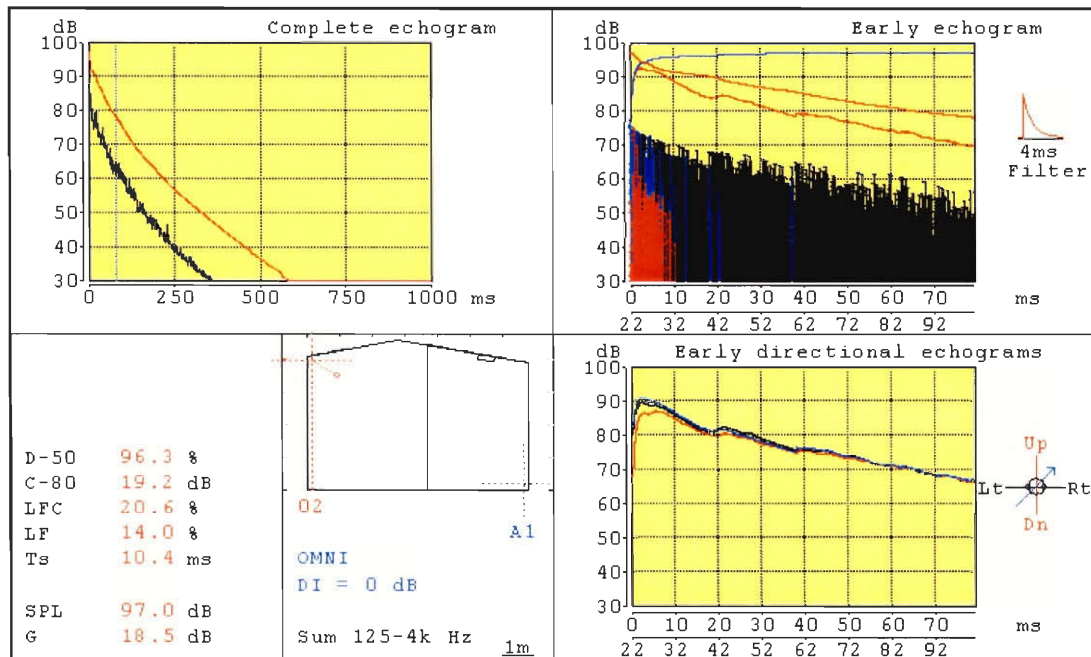 dB Complete echogram
100
90
80
70
60
50
40
30
0 250 500 750 1000 ms
dB Early echogram
100
90
80
70
60
50
40
30
0 10 20 30 40 50 60 70 ms
22 32 42 52 62 72 82 92
4ms
Filter
D-50 96.3 %
C-80 19.2 dB
LFC 20.6 %
LF 14.0 %
Ts 10.4 ms
SPL 97.0 dB
G 18.5 dB
O2
A1
OMNI
DI = 0 dB
Sum 125-4k Hz 1m
dB Early directional echograms
100
90
80
70
60
50
40
30
0 10 20 30 40 50 60 70 ms
22 32 42 52 62 72 82 92
Up
Lt Rt
Dn